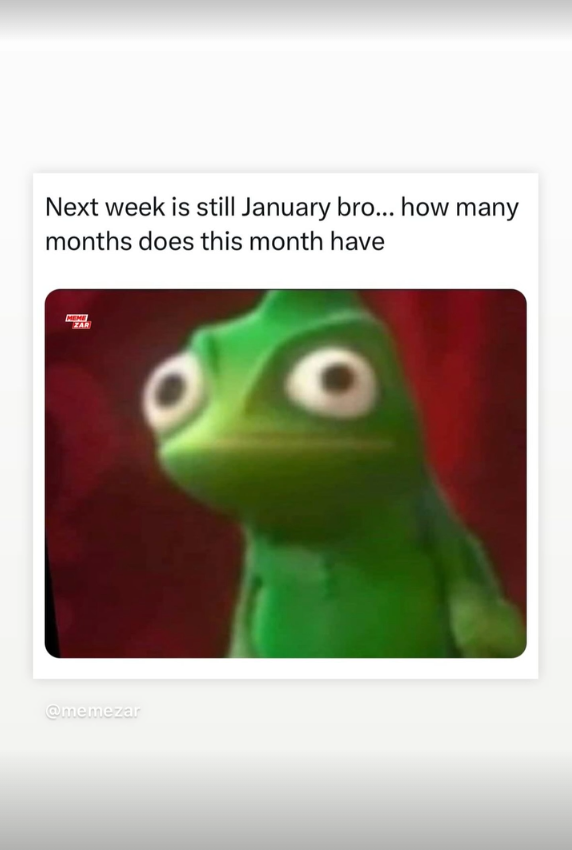 Next week is still January bro... how many
months does this month have
MEME
ZAR
@memezar